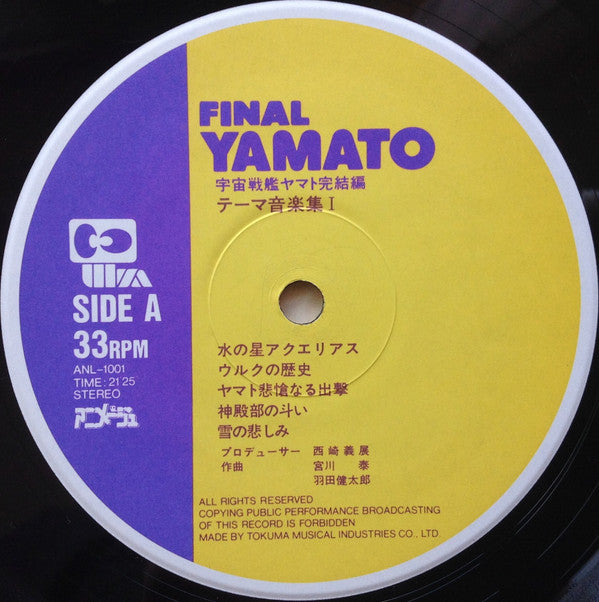 FINAL
YAMATO
宇宙戦艦ヤマト完結編
テーマ音楽集 I
SIDE A
33RPM
ANL-1001
TIME: 21 25
STEREO
アニメージュ
水の星アクエリアス
ウルクの歴史
ヤマト悲愴なる出撃
神殿部の斗い
雪の悲しみ
プロデューサー 西崎義展
作曲 宮川 泰
羽田健太郎
ALL RIGHTS RESERVED
COPYING PUBLIC PERFORMANCE BROADCASTING
OF THIS RECORD IS FORBIDDEN
MADE BY TOKUMA MUSICAL INDUSTRIES CO., LTD.